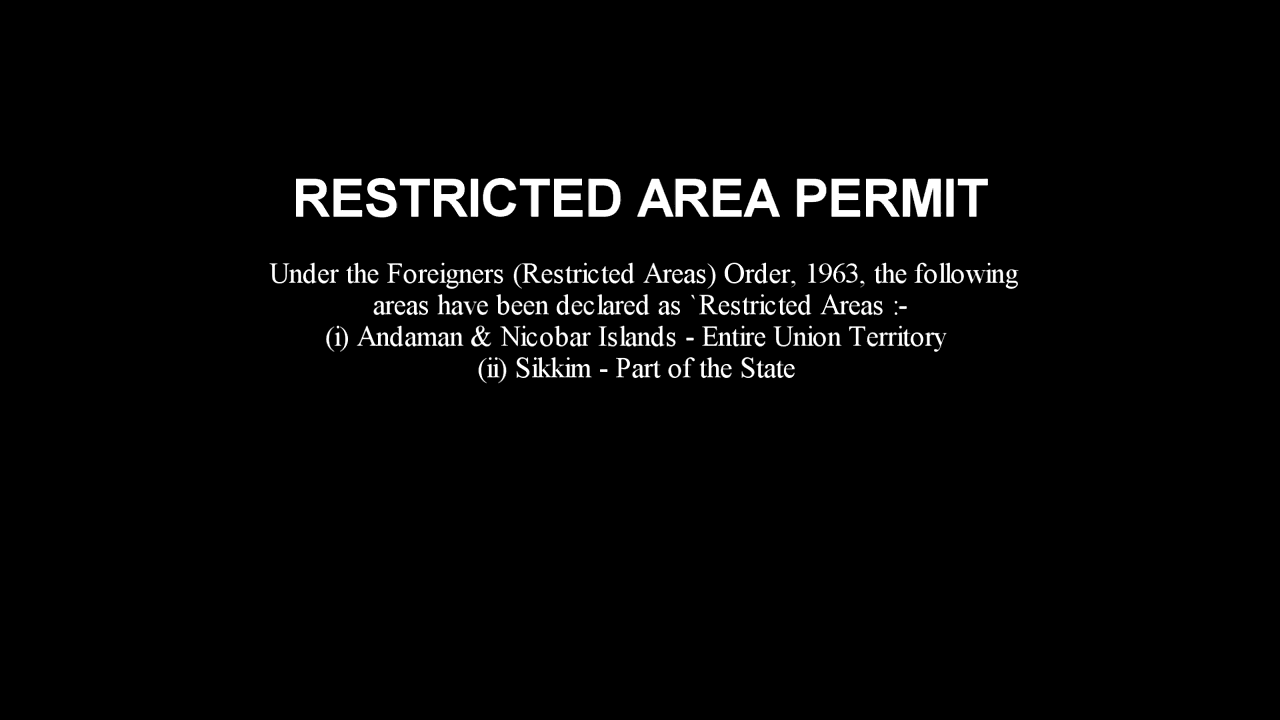 RESTRICTED AREA PERMIT
Under the Foreigners (Restricted Areas) Order, 1963, the following
areas have been declared as `Restricted Areas :-
(i) Andaman & Nicobar Islands - Entire Union Territory
(ii) Sikkim - Part of the State